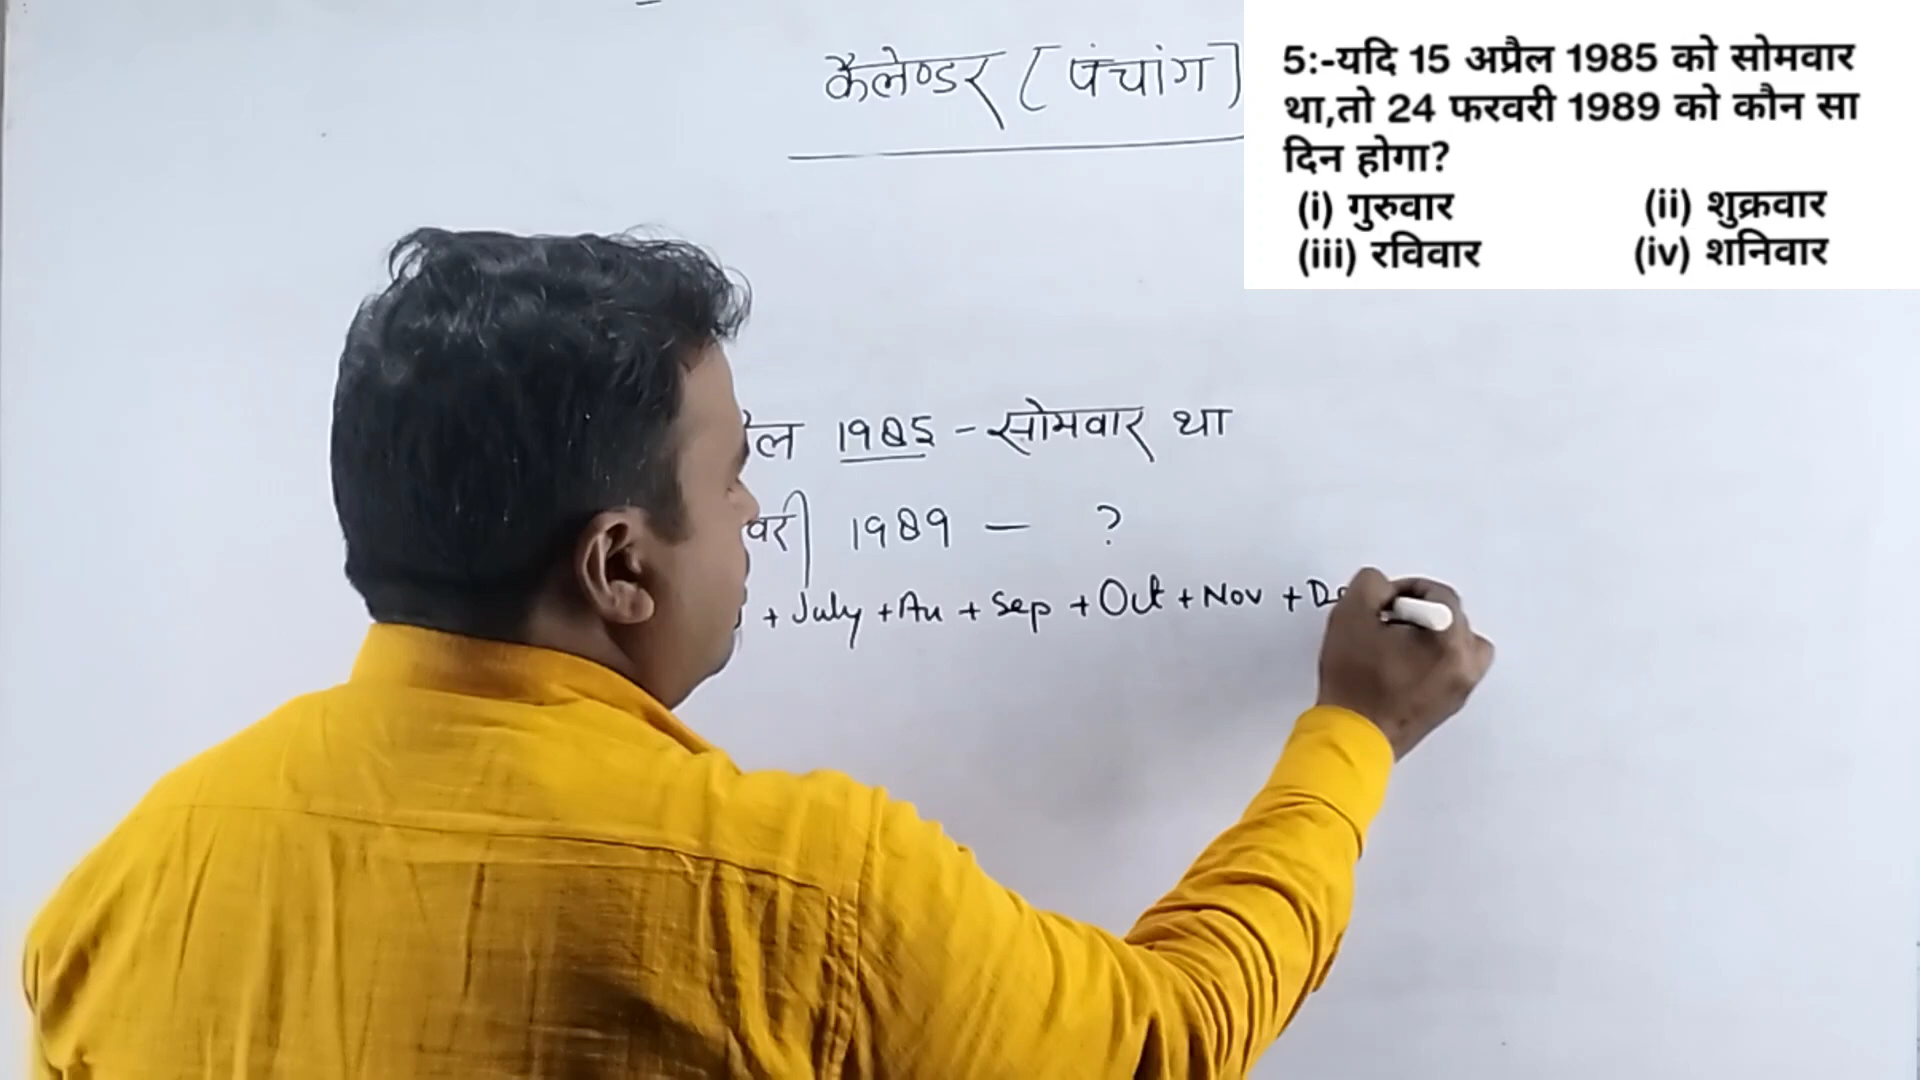 कैलेण्डर (पंचांग)
5:-यदि 15 अप्रैल 1985 को सोमवार
था,तो 24 फरवरी 1989 को कौन सा
दिन होगा?
(i) गुरुवार (ii) शुक्रवार
(iii) रविवार (iv) शनिवार
1985 - सोमवार था
1989 - ?
+ July + Au + Sep + Oct + Nov +